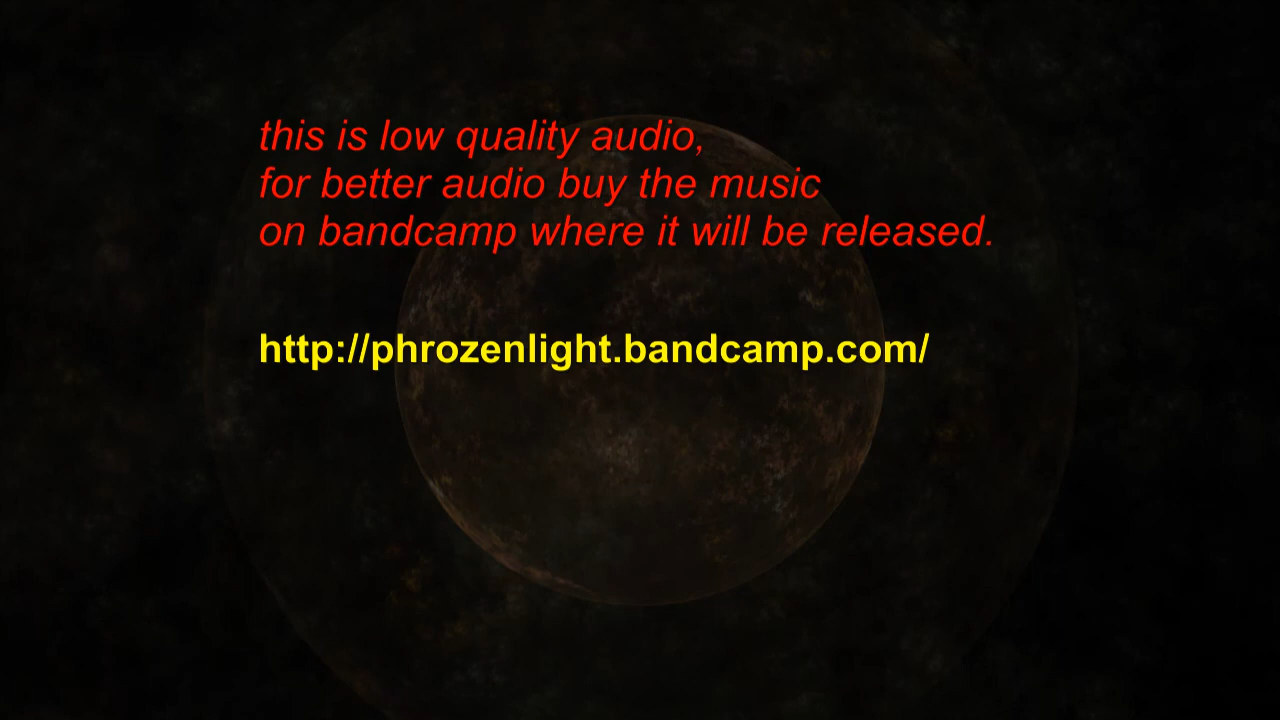 this is low quality audio,
for better audio buy the music
on bandcamp where it will be released.
http://phrozenlight.bandcamp.com/